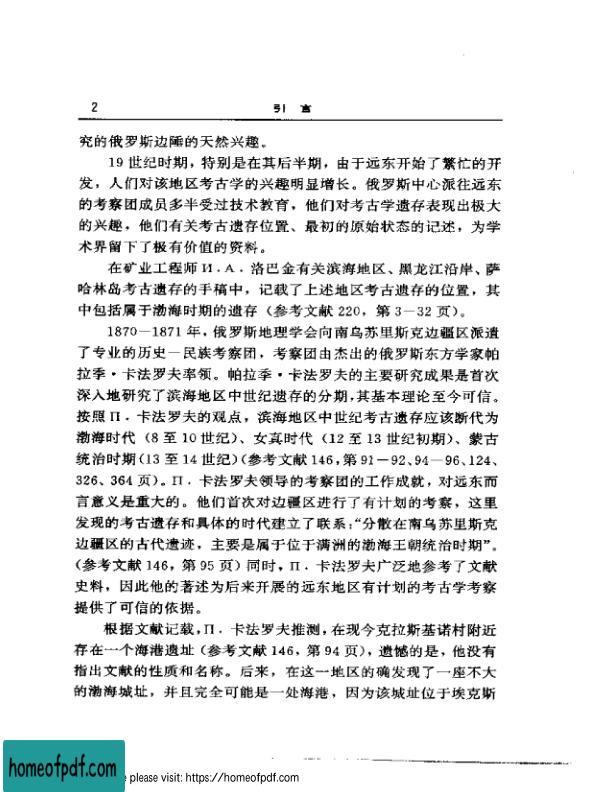 2
引 言
究的俄罗斯边陲的天然兴趣。
19 世纪时期，特别是在其后半期，由于远东开始了繁忙的开
发，人们对该地区考古学的兴趣明显增长。俄罗斯中心派往远东
的考察团成员多半受过技术教育，他们对考古学遗存表现出极大
的兴趣，他们有关考古遗存位置、最初的原始状态的记述，为学
术界留下了极有价值的资料。
在矿业工程师 И．А．洛巴金有关滨海地区、黑龙江沿岸、萨
哈林岛考古遗存的手稿中，记载了上述地区考古遗存的位置，其
中包括属于渤海时期的遗存（参考文献 220，第 3－32 页）。
1870－1871 年，俄罗斯地理学会向南乌苏里斯克边疆区派遣
了专业的历史－民族考察团，考察团由杰出的俄罗斯东方学家帕
拉季·卡法罗夫率领。帕拉季·卡法罗夫的主要研究成果是首次
深入地研究了滨海地区中世纪遗存的分期，其基本理论至今可信。
按照 П．卡法罗夫的观点，滨海地区中世纪考古遗存应该断代为
渤海时代（8 至 10 世纪）、女真时代（12 至 13 世纪初期）、蒙古
统治时期(13 至 14 世纪)(参考文献 146，第 91－92、94－96、124、
326、364 页)。П．卡法罗夫领导的考察团的工作成就，对远东而
言意义是重大的。他们首次对边疆区进行了有计划的考察，这里
发现的考古遗存和具体的时代建立了联系：“分散在南乌苏里斯克
边疆区的古代遗迹，主要是属于位于满洲的渤海王朝统治时期”。
(参考文献 146，第 95 页) 同时，П．卡法罗夫广泛地参考了文献
史料，因此他的著述为后来开展的远东地区有计划的考古学考察
提供了可信的依据。
根据文献记载，П．卡法罗夫推测，在现今克拉斯基诺村附近
存在一个海港遗址 (参考文献 146，第 94 页)，遗憾的是，他没有
指出文献的性质和名称。后来，在这一地区的确发现了一座不大
的渤海城址，并且完全可能是一处海港，因为该城址位于埃克斯
homeofpdf.com
please visit: https://homeofpdf.com